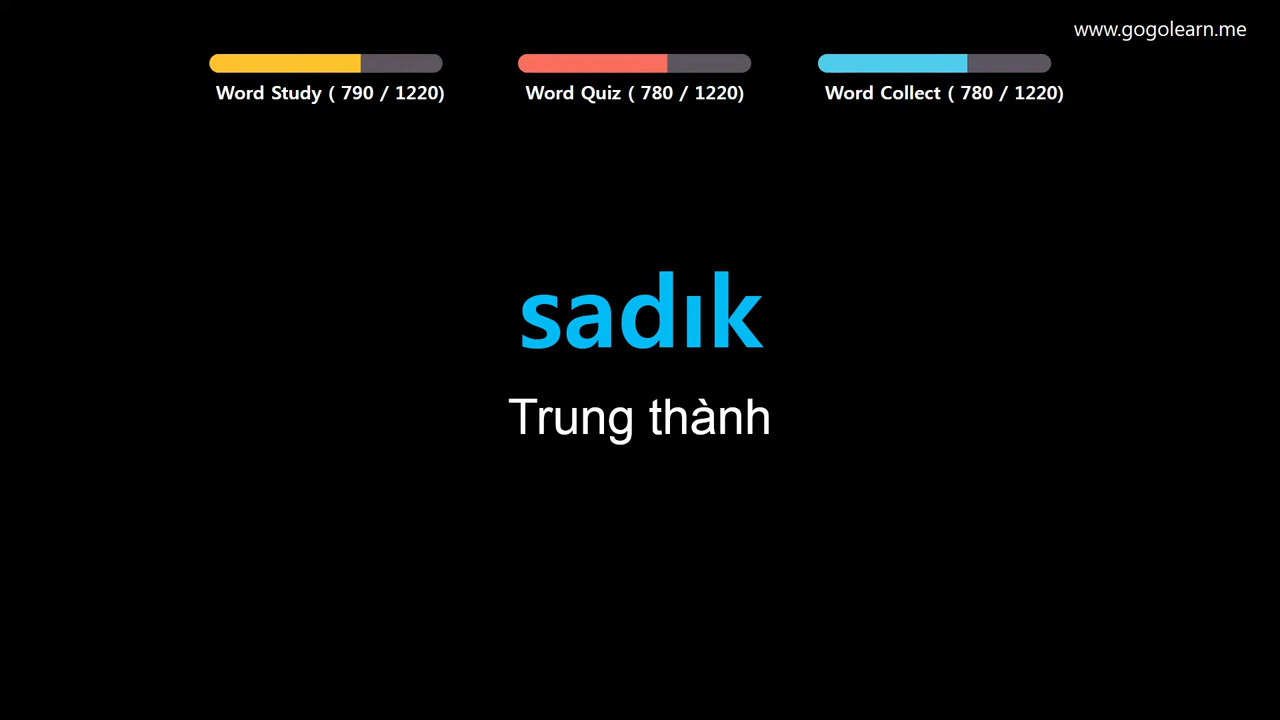 www.gogolearn.me
Word Study ( 790 / 1220)
Word Quiz ( 780 / 1220)
Word Collect ( 780 / 1220)
sadık
Trung thành